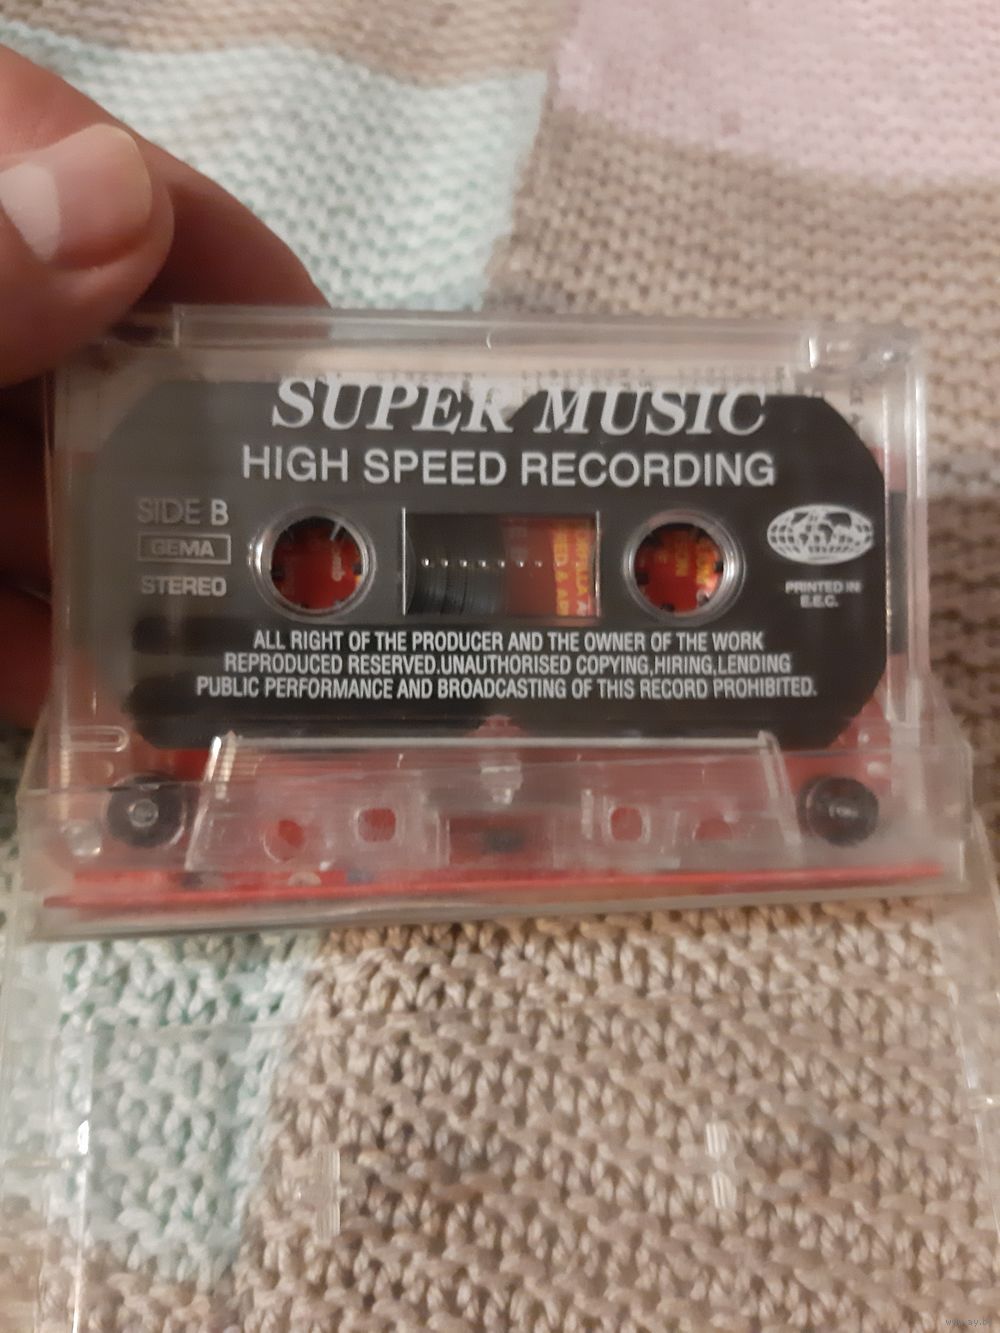 SUPER MUSIC
HIGH SPEED RECORDING
SIDE B
GEMA
STEREO
PRINTED IN
E.E.C.
ALL RIGHT OF THE PRODUCER AND THE OWNER OF THE WORK
REPRODUCED RESERVED.UNAUTHORISED COPYING,HIRING,LENDING
PUBLIC PERFORMANCE AND BROADCASTING OF THIS RECORD PROHIBITED.